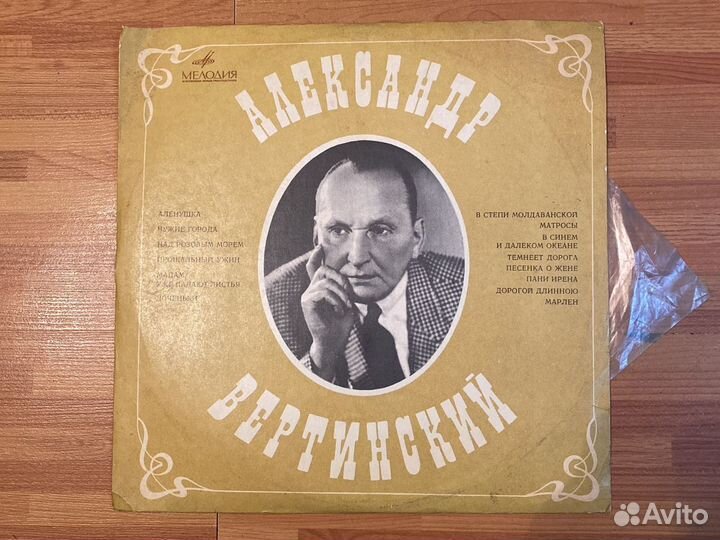 МЕЛОДИЯ
АЛЕКСАНДР
АЛЕНУШКА
ЧУЖИЕ ГОРОДА
НАД РОЗОВЫМ МОРЕМ
ПРОЩАЛЬНЫЙ УЖИН
МАДАМ,
УЖЕ ПАДАЮТ ЛИСТЬЯ
ДОЧЕНЬКИ
В СТЕПИ МОЛДАВАНСКОЙ
МАТРОСЫ
В СИНЕМ
И ДАЛЕКОМ ОКЕАНЕ
ТЕМНЕЕТ ДОРОГА
ПЕСЕНКА О ЖЕНЕ
ПАНИ ИРЕНА
ДОРОГОЙ ДЛИННОЮ
МАРЛЕН
ВЕРТИНСКИЙ
Avito